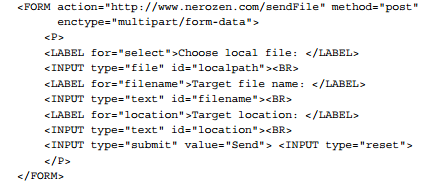 <FORM action="http://www.nerozen.com/sendFile" method="post"
enctype="multipart/form-data">
<P>
<LABEL for="select">Choose local file: </LABEL>
<INPUT type="file" id="localpath"><BR>
<LABEL for="filename">Target file name: </LABEL>
<INPUT type="text" id="filename"><BR>
<LABEL for="location">Target location: </LABEL>
<INPUT type="text" id="location"><BR>
<INPUT type="submit" value="Send"> <INPUT type="reset">
</P>
</FORM>